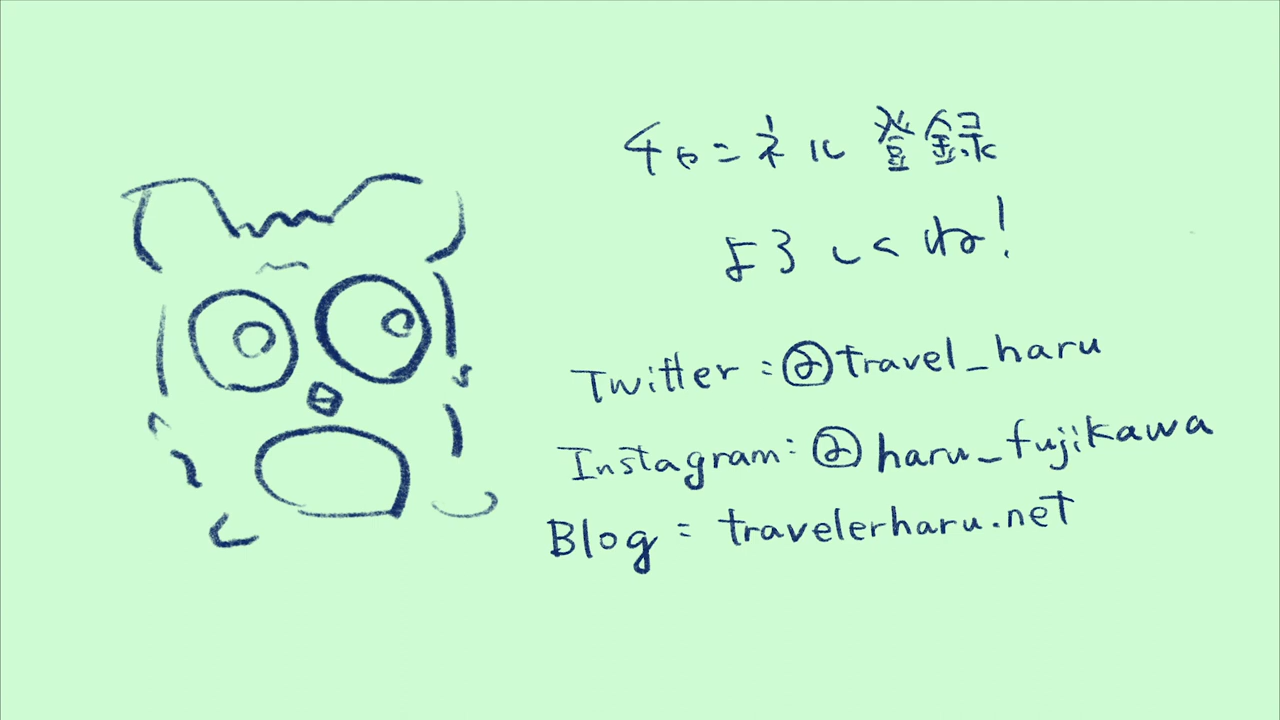 チャンネル登録
よろしくね!
Twitter:@travel_haru
Instagram:@haru_fujikawa
Blog:travelerharu.net